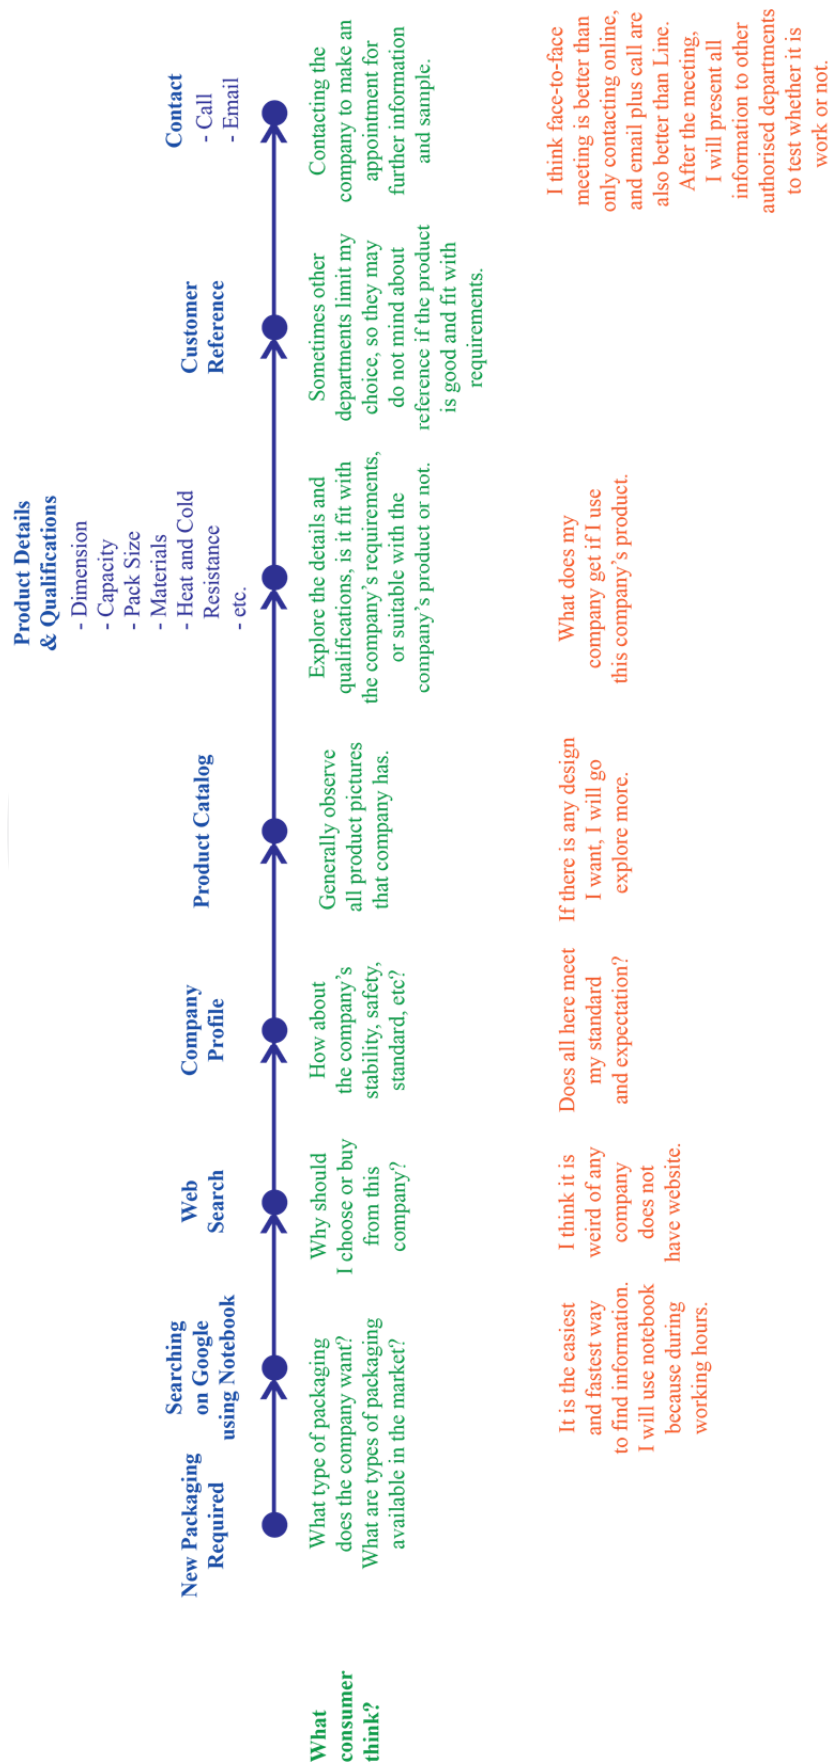 New Packaging
Required
Searching
on Google
using Notebook
Web
Search
Company
Profile
Product Catalog
Product Details
& Qualifications
- Dimension
- Capacity
- Pack Size
- Materials
- Heat and Cold
Resistance
- etc.
Customer
Reference
Contact
- Call
- Email
What
consumer
think?
What type of packaging
does the company want?
What are types of packaging
available in the market?
Why should
I choose or buy
from this
company?
How about
the company's
stability, safety,
standard, etc?
Generally observe
all product pictures
that company has.
Explore the details and
qualifications, is it fit with
the company's requirements,
or suitable with the
company's product or not.
Sometimes other
departments limit my
choice, so they may
do not mind about
reference if the product
is good and fit with
requirements.
Contacting the
company to make an
appointment for
further information
and sample.
It is the easiest
and fastest way
to find information.
I will use notebook
because during
working hours.
I think it is
weird of any
company
does not
have website.
Does all here meet
my standard
and expectation?
If there is any design
I want, I will go
explore more.
What does my
company get if I use
this company's product.
I think face-to-face
meeting is better than
only contacting online,
and email plus call are
also better than Line.
After the meeting,
I will present all
information to other
authorised departments
to test whether it is
work or not.